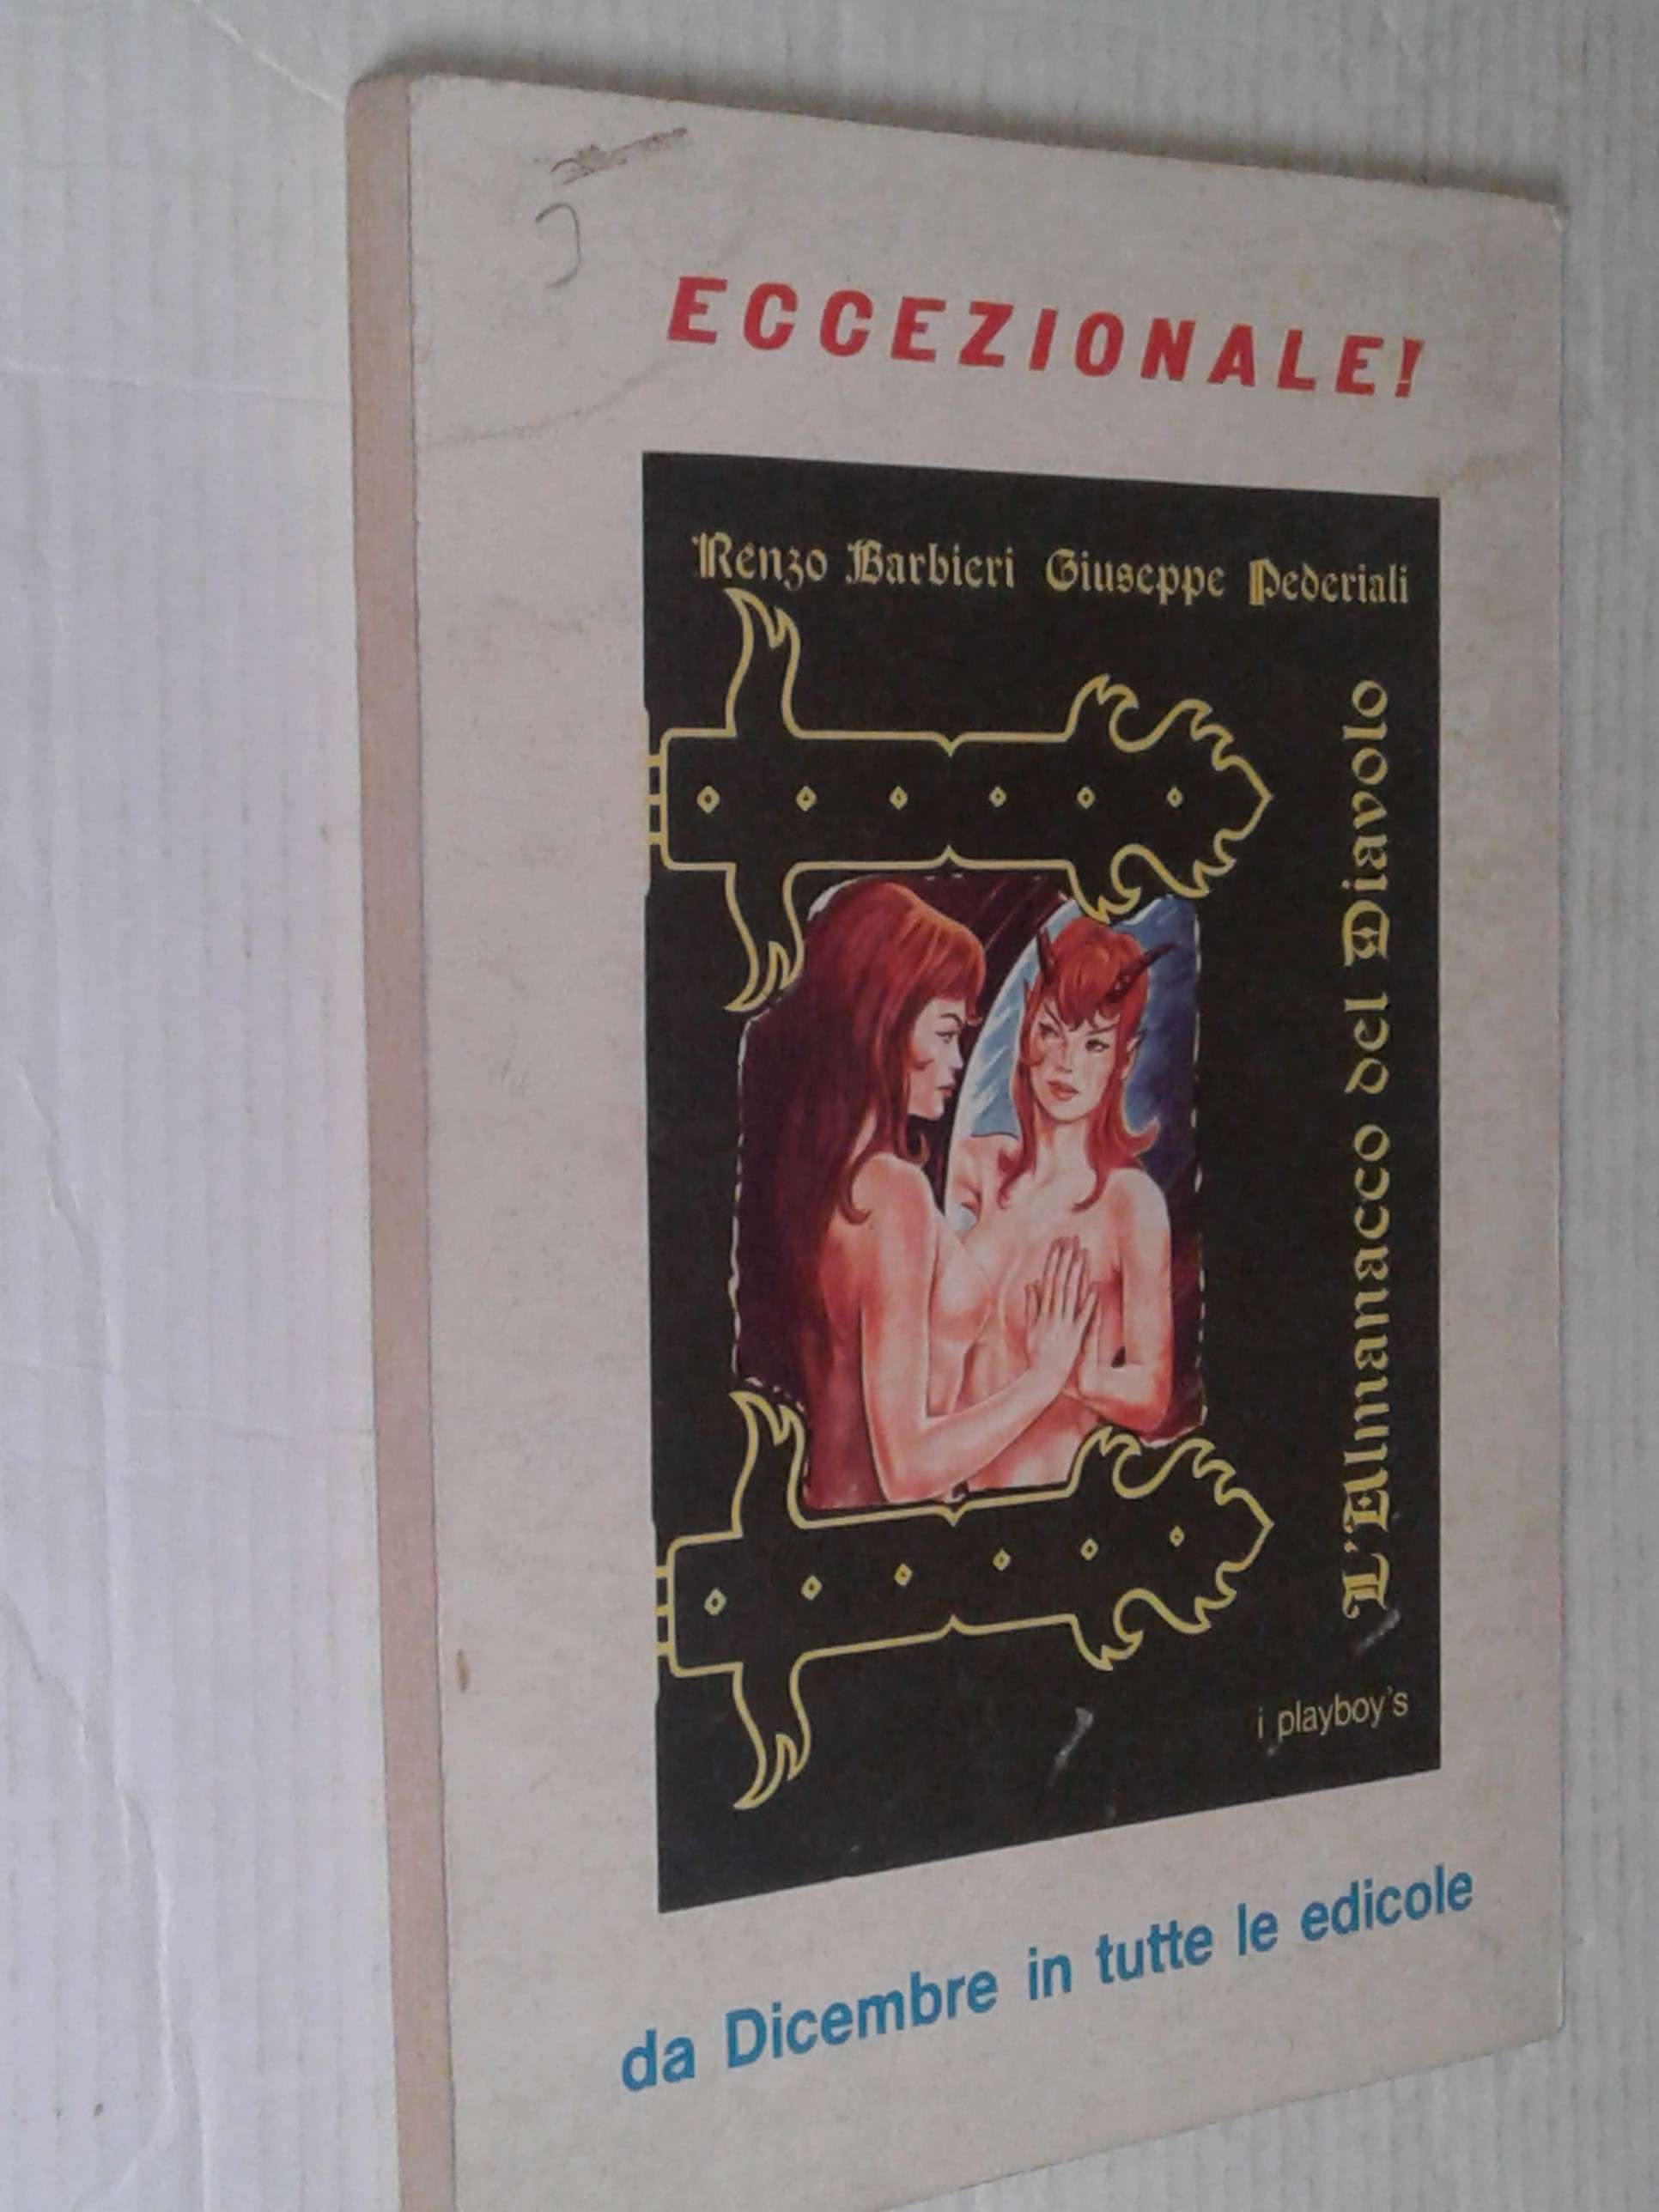 ECCEZIONALE!
Renzo Barbieri Giuseppe Pederiali
L'Almanacco del Diavolo
i playboy's
da Dicembre in tutte le edicole